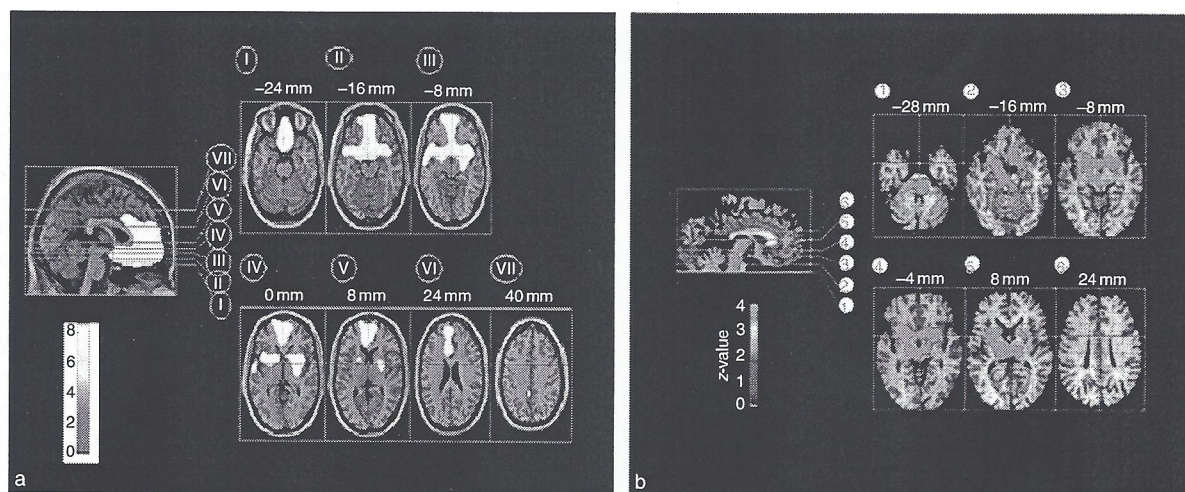 I II III
−24 mm −16 mm −8 mm
VII
VI
V
IV
III
II
I
IV V VI VII
0 mm 8 mm 24 mm 40 mm
8
6
4
2
0
a
1 2 3
−28 mm −16 mm −8 mm
6
5
4
3
2
1
4 5 6
−4 mm 8 mm 24 mm
4
3
2
1
0
z-value
b